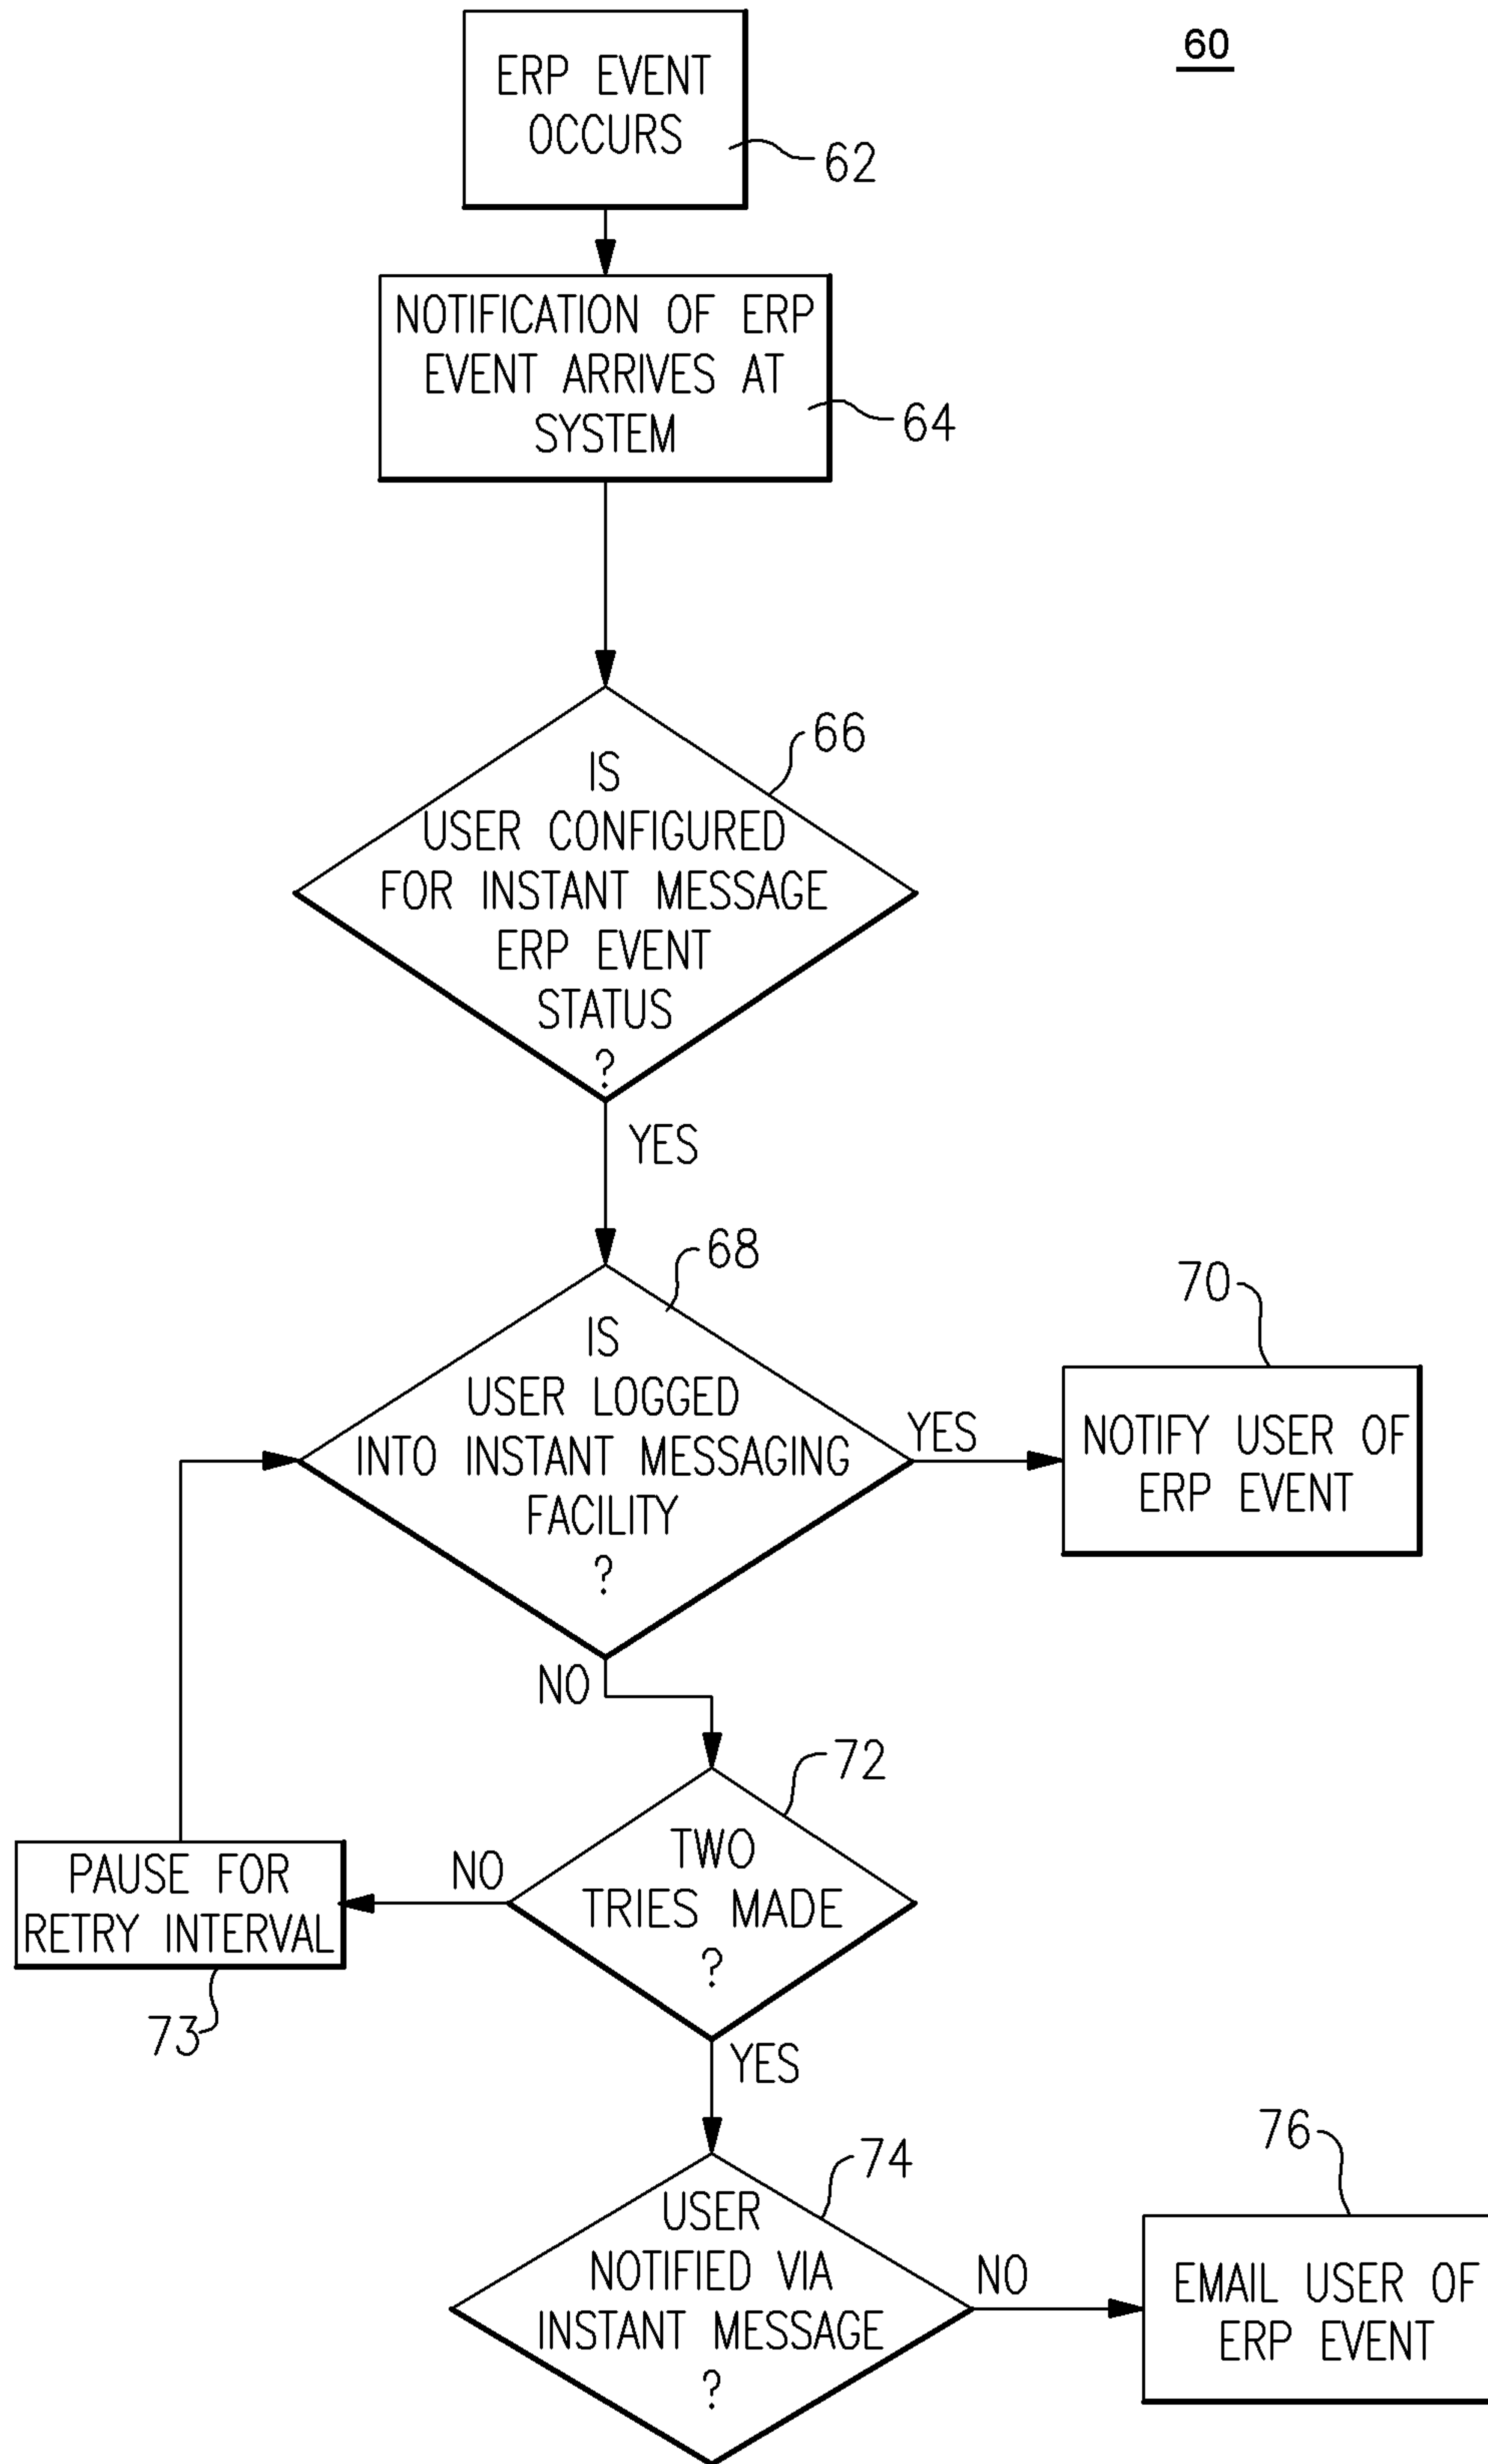 60
ERP EVENT
OCCURS
62
NOTIFICATION OF ERP
EVENT ARRIVES AT
SYSTEM
64
66
IS
USER CONFIGURED
FOR INSTANT MESSAGE
ERP EVENT
STATUS
?
YES
68
IS
USER LOGGED
INTO INSTANT MESSAGING
FACILITY
?
YES
70
NOTIFY USER OF
ERP EVENT
NO
72
TWO
TRIES MADE
?
NO
PAUSE FOR
RETRY INTERVAL
73
YES
74
USER
NOTIFIED VIA
INSTANT MESSAGE
?
NO
76
EMAIL USER OF
ERP EVENT